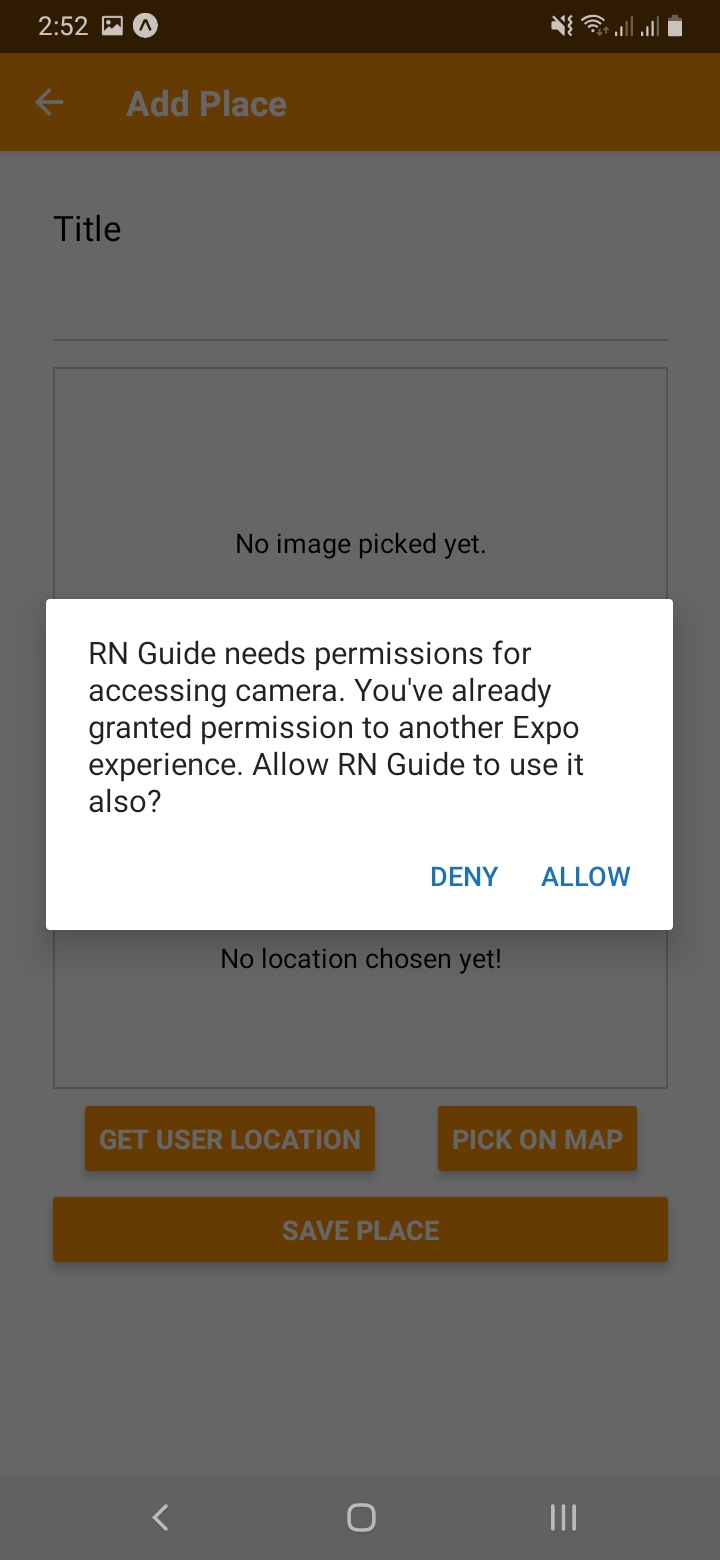 2:52
Add Place
Title
No image picked yet.
RN Guide needs permissions for
accessing camera. You've already
granted permission to another Expo
experience. Allow RN Guide to use it
also?
DENY ALLOW
No location chosen yet!
GET USER LOCATION PICK ON MAP
SAVE PLACE